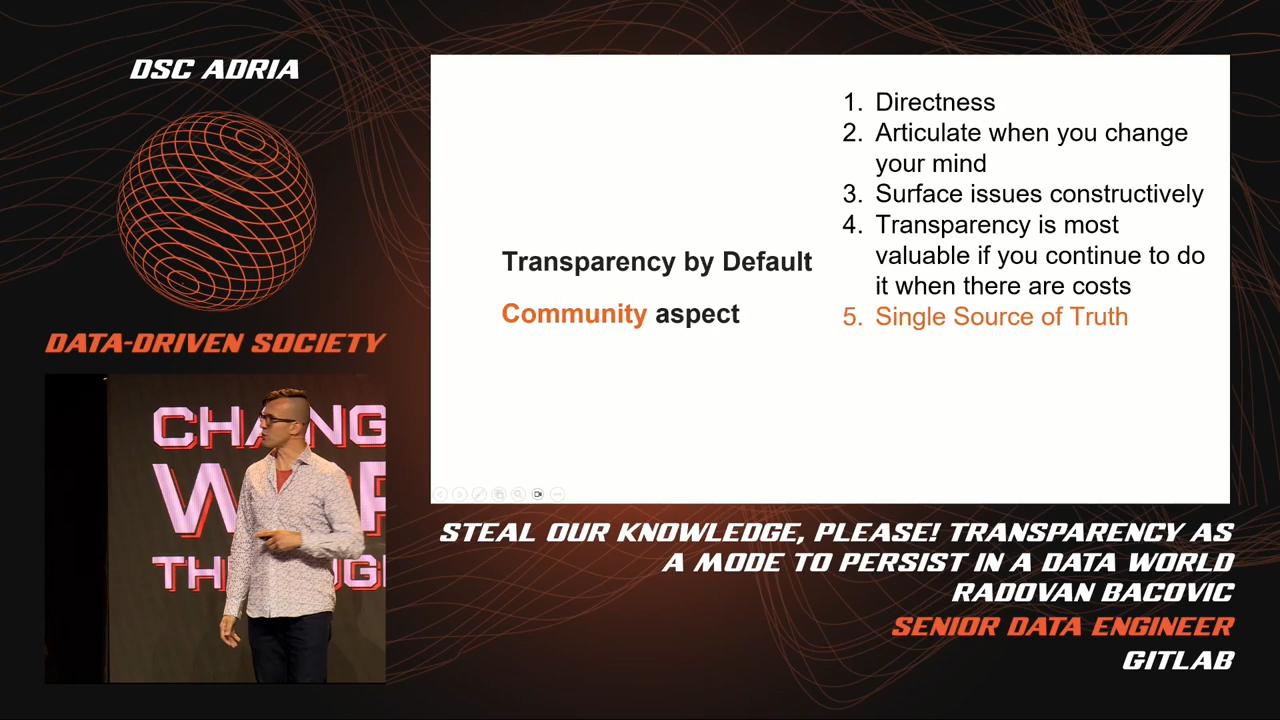 DSC ADRIA
DATA-DRIVEN SOCIETY
CHANG
W
TH
UG
Transparency by Default
Community aspect
1. Directness
2. Articulate when you change
your mind
3. Surface issues constructively
4. Transparency is most
valuable if you continue to do
it when there are costs
5. Single Source of Truth
STEAL OUR KNOWLEDGE, PLEASE! TRANSPARENCY AS
A MODE TO PERSIST IN A DATA WORLD
RADOVAN BACOVIC
SENIOR DATA ENGINEER
GITLAB